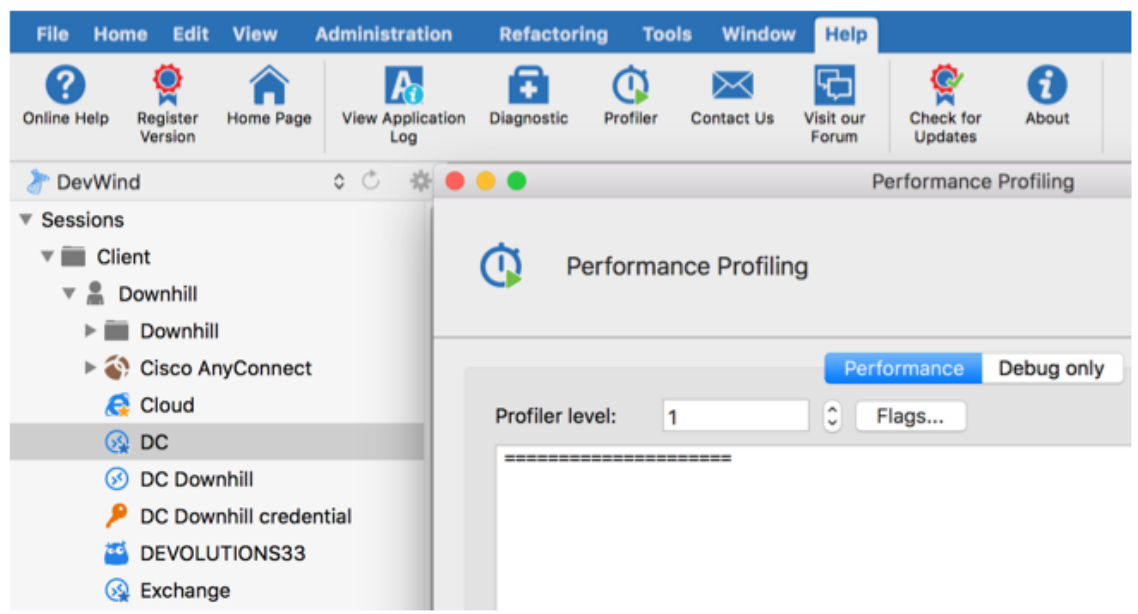 File Home Edit View Administration Refactoring Tools Window Help
Online Help Register Version Home Page View Application Log Diagnostic Profiler Contact Us Visit our Forum Check for Updates About
DevWind
Performance Profiling
Sessions
Client
Downhill
Downhill
Cisco AnyConnect
Cloud
DC
DC Downhill
DC Downhill credential
DEVOLUTIONS33
Exchange
Performance Profiling
Performance Debug only
Profiler level: 1 Flags...
=====================